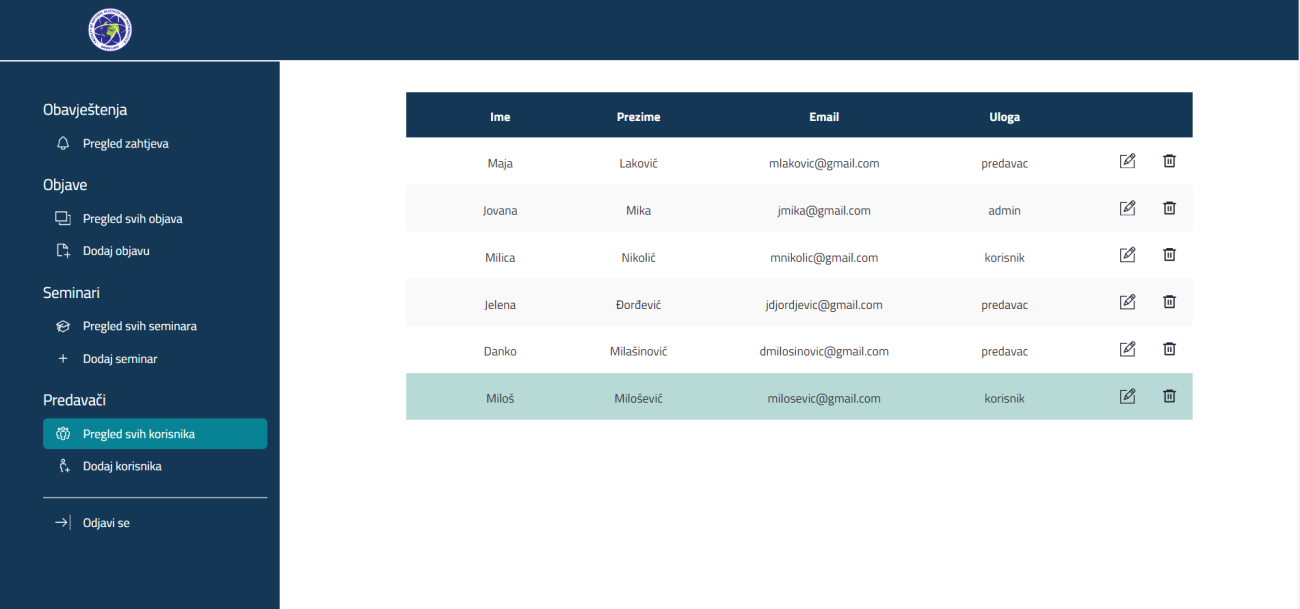 Obavještenja
Pregled zahtjeva
Objave
Pregled svih objava
Dodaj objavu
Seminari
Pregled svih seminara
Dodaj seminar
Predavači
Pregled svih korisnika
Dodaj korisnika
Odjavi se
Ime Prezime Email Uloga
Maja Laković mlakovic@gmail.com predavac
Jovana Mika jmika@gmail.com admin
Milica Nikolić mnikolic@gmail.com korisnik
Jelena Đorđević jdjordjevic@gmail.com predavac
Danko Milašinović dmilosinovic@gmail.com predavac
Miloš Milošević milosevic@gmail.com korisnik